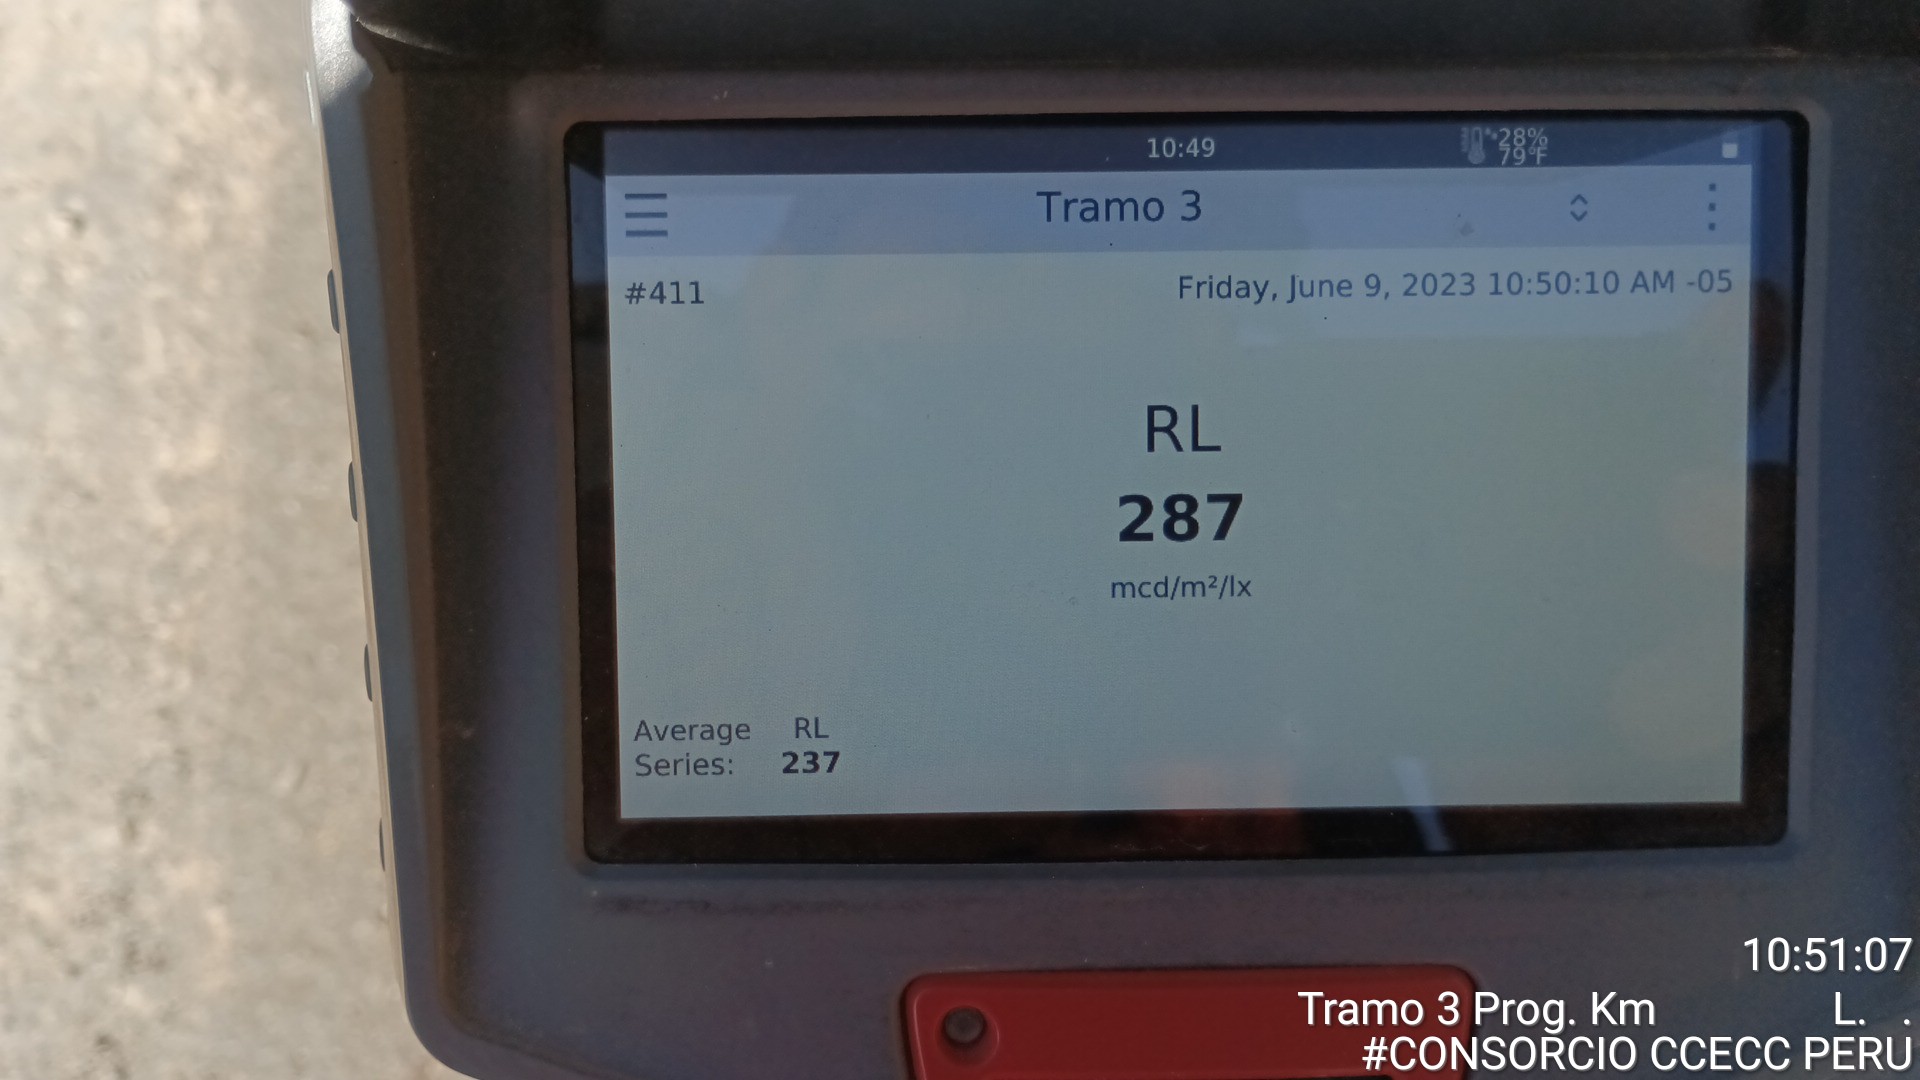 10:49
28%
79°F
Tramo 3
#411
Friday, June 9, 2023 10:50:10 AM -05
RL
287
mcd/m²/lx
Average RL
Series: 237
10:51:07
Tramo 3 Prog. Km L. .
#CONSORCIO CCECC PERU